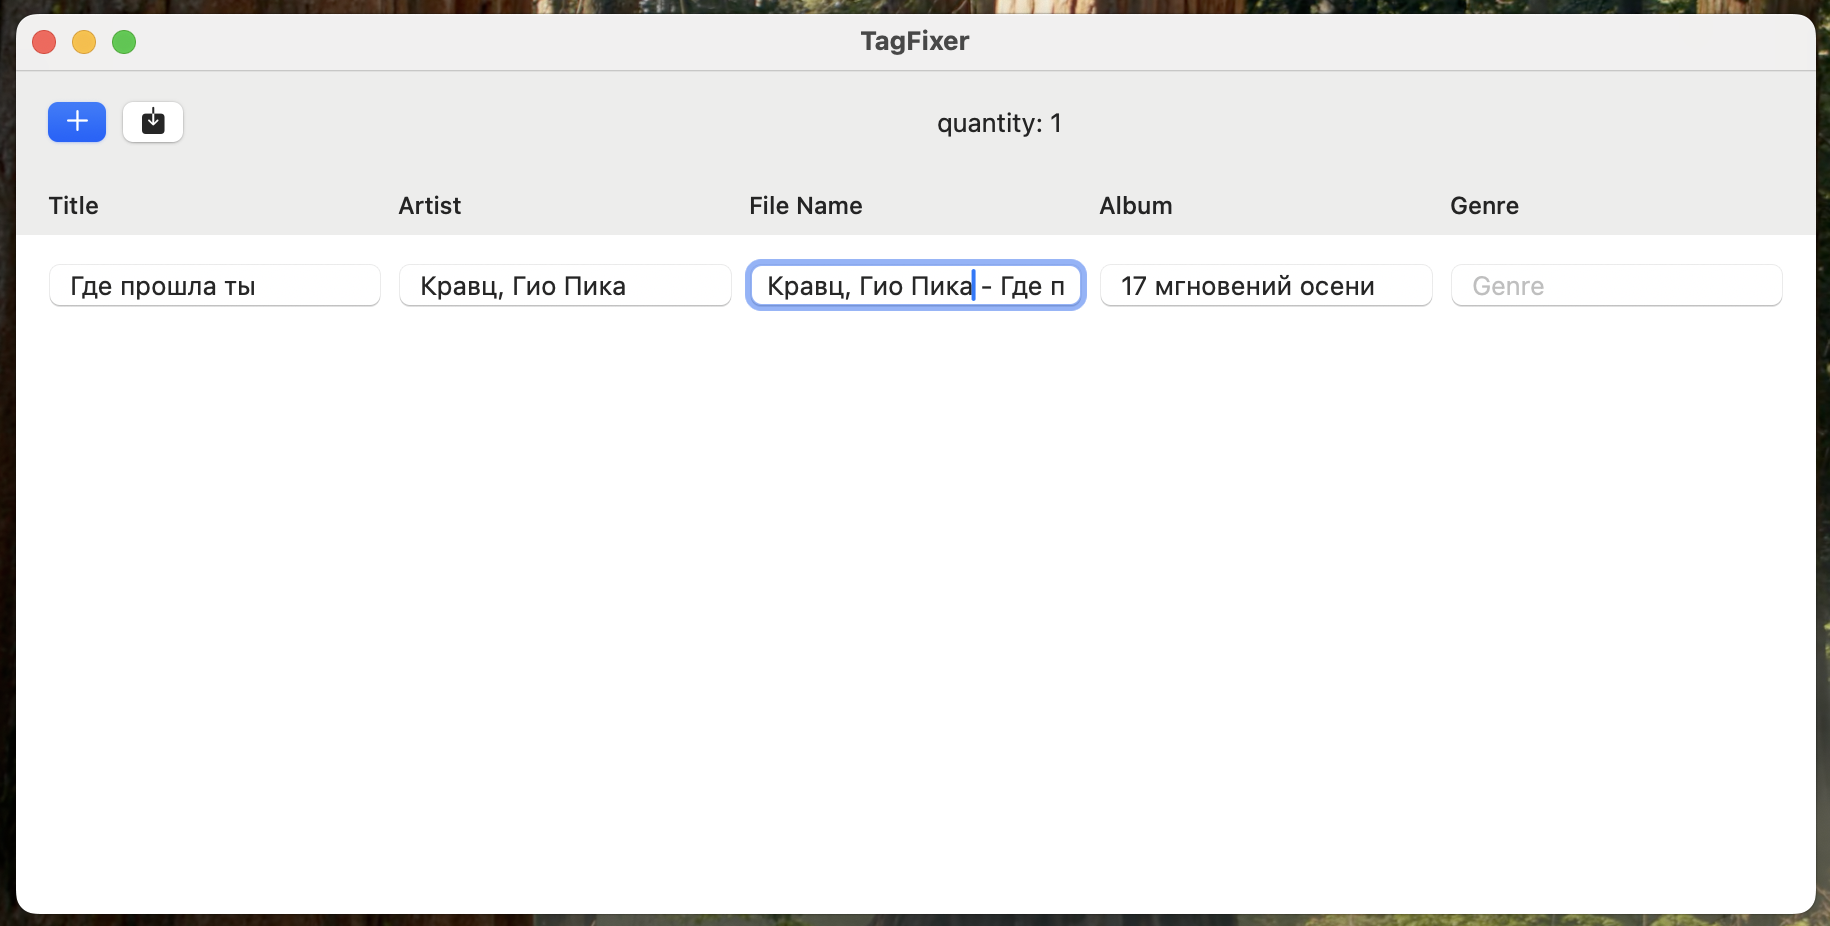 TagFixer
quantity: 1
Title Artist File Name Album Genre
Где прошла ты Кравц, Гио Пика Кравц, Гио Пика - Где п 17 мгновений осени Genre